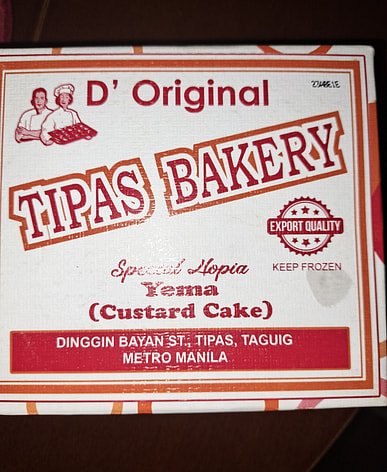 D' Original
TIPAS BAKERY
EXPORT QUALITY
KEEP FROZEN
Special Hopia
Yema
(Custard Cake)
DINGGIN BAYAN ST., TIPAS, TAGUIG
METRO MANILA